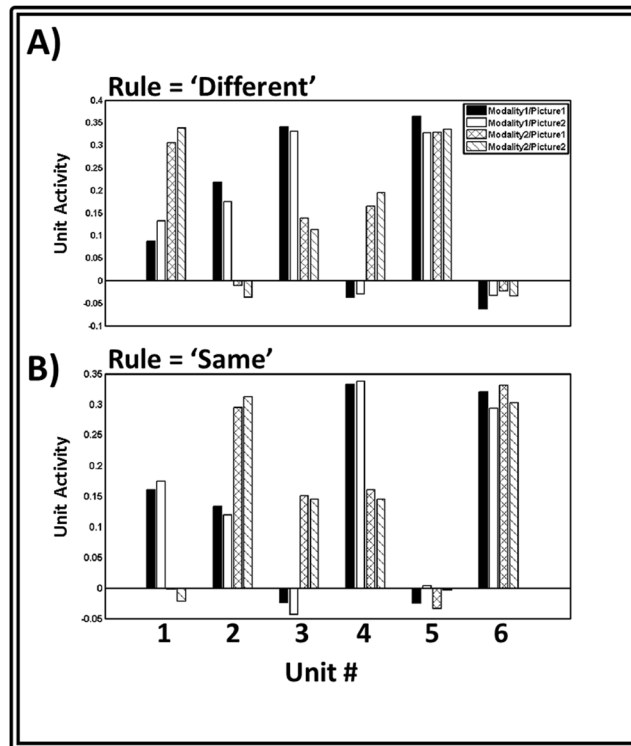 A)
Rule = ‘Different’
0.4
0.35
0.3
0.25
0.2
0.15
0.1
0.05
0
-0.05
-0.1
Unit Activity
Modality1/Picture1
Modality1/Picture2
Modality2/Picture1
Modality2/Picture2
B)
Rule = ‘Same’
0.35
0.3
0.25
0.2
0.15
0.1
0.05
0
-0.05
Unit Activity
1 2 3 4 5 6
Unit #